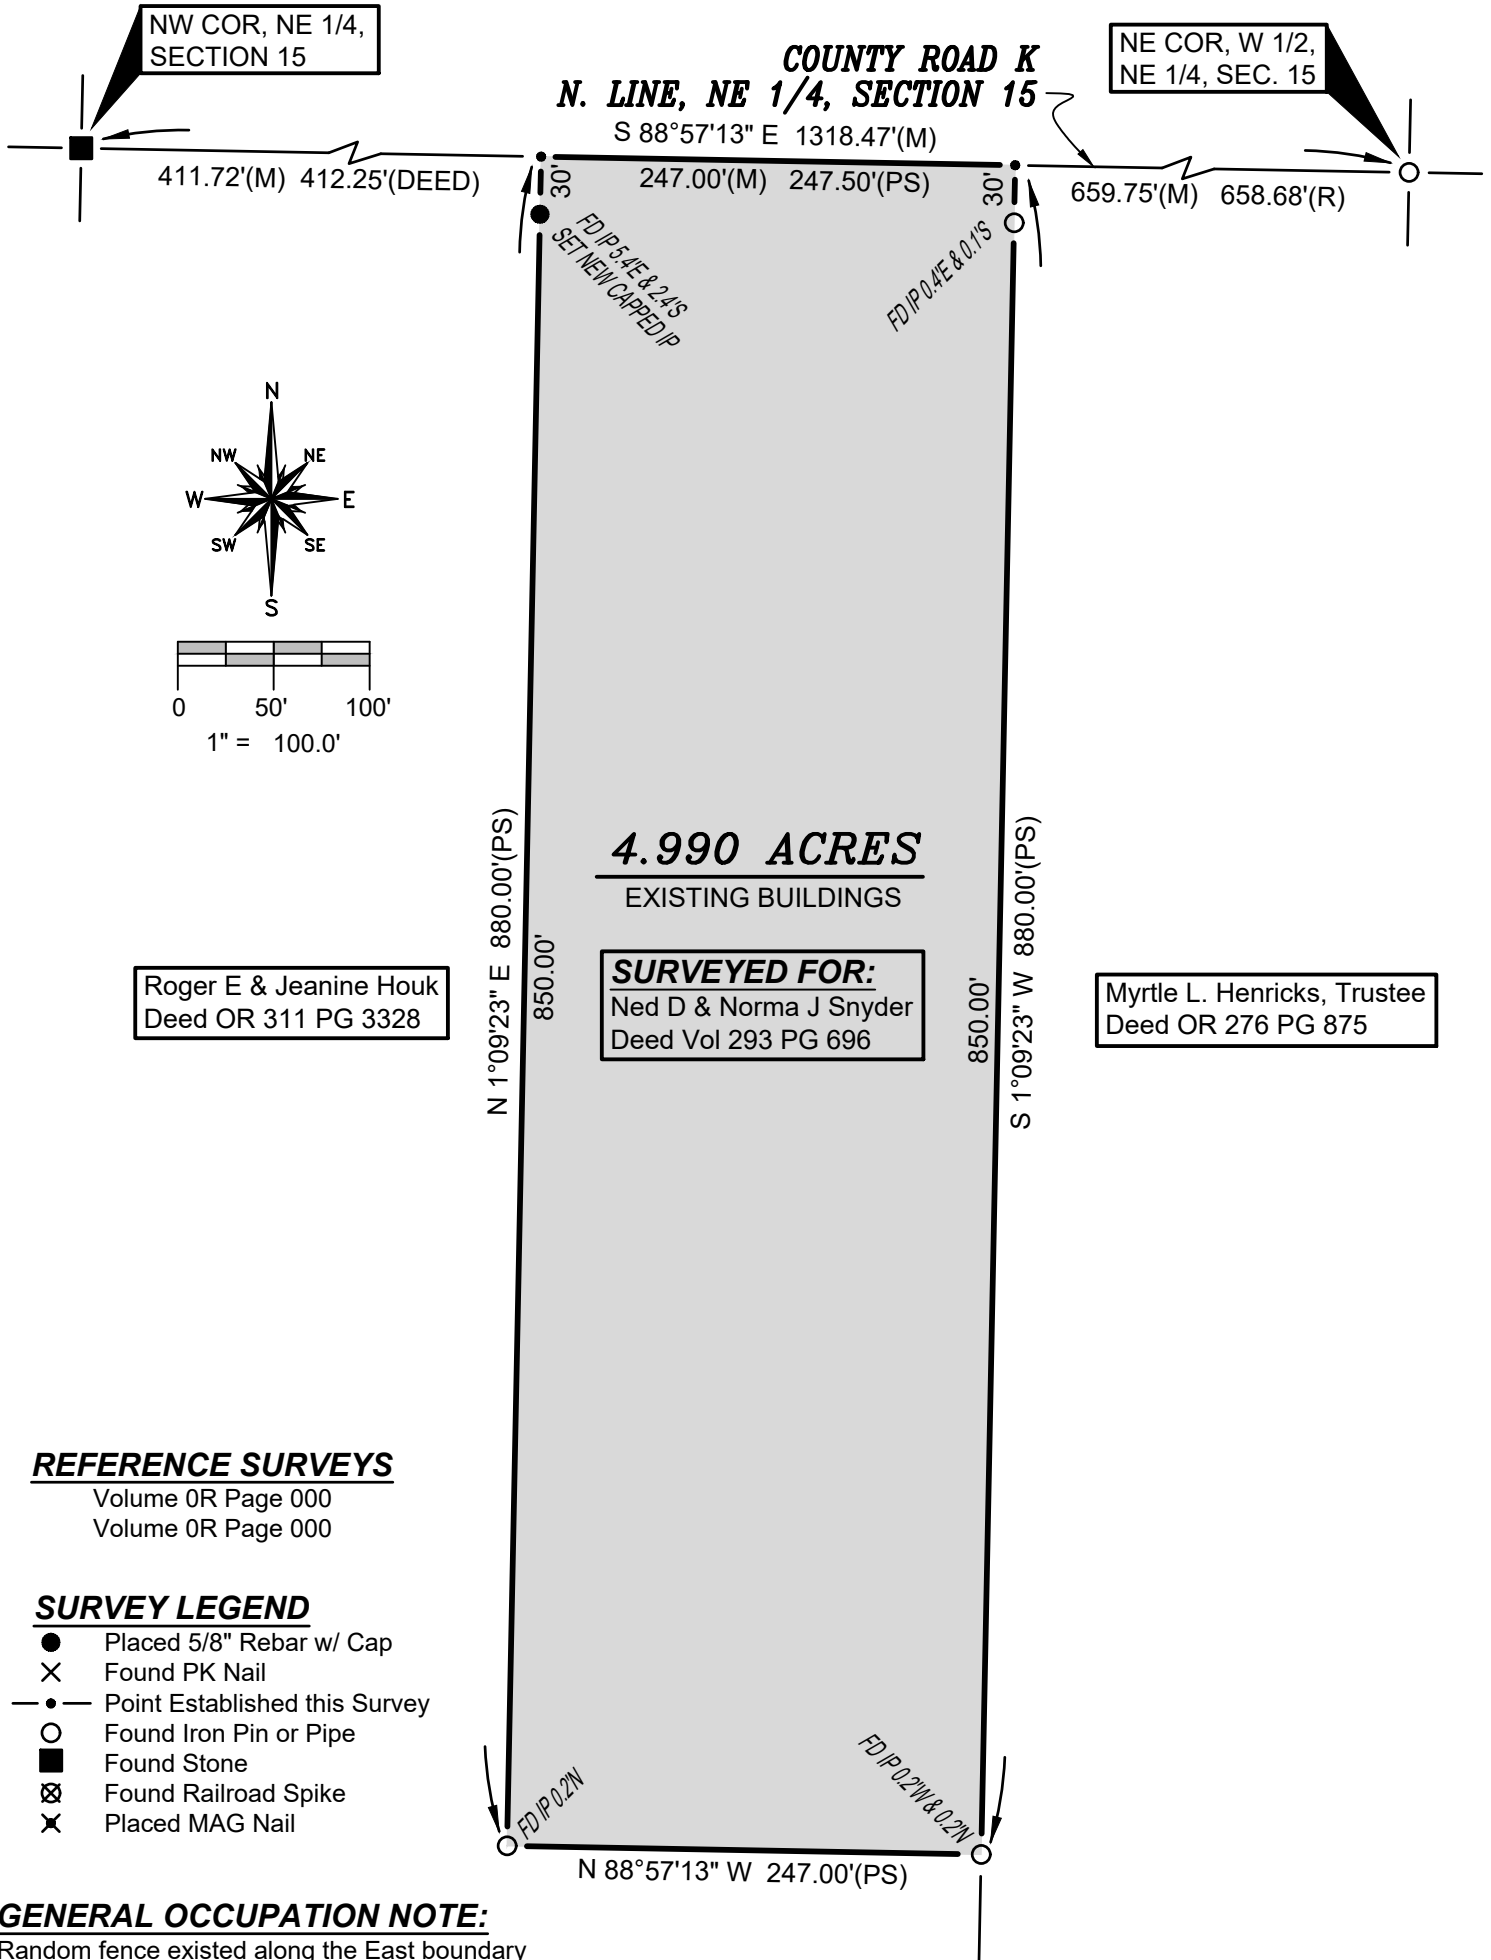 NW COR, NE 1/4,
SECTION 15
COUNTY ROAD K
N. LINE, NE 1/4, SECTION 15
NE COR, W 1/2,
NE 1/4, SEC. 15
S 88°57'13" E 1318.47'(M)
411.72'(M) 412.25'(DEED)
30'
247.00'(M) 247.50'(PS)
30'
659.75'(M) 658.68'(R)
FD IP 5.4'E & 2.4'S
SET NEW CAPPED IP
FD IP 0.4'E & 0.1'S
N
NW NE
W E
SW SE
S
0 50' 100'
1" = 100.0'
N 1°09'23" E 880.00'(PS)
850.00'
4.990 ACRES
EXISTING BUILDINGS
SURVEYED FOR:
Ned D & Norma J Snyder
Deed Vol 293 PG 696
850.00'
S 1°09'23" W 880.00'(PS)
Roger E & Jeanine Houk
Deed OR 311 PG 3328
Myrtle L. Henricks, Trustee
Deed OR 276 PG 875
REFERENCE SURVEYS
Volume 0R Page 000
Volume 0R Page 000
SURVEY LEGEND
Placed 5/8" Rebar w/ Cap
Found PK Nail
Point Established this Survey
Found Iron Pin or Pipe
Found Stone
Found Railroad Spike
Placed MAG Nail
FD IP 0.2'N
FD IP 0.2'W & 0.2'N
N 88°57'13" W 247.00'(PS)
GENERAL OCCUPATION NOTE:
Random fence existed along the East boundary